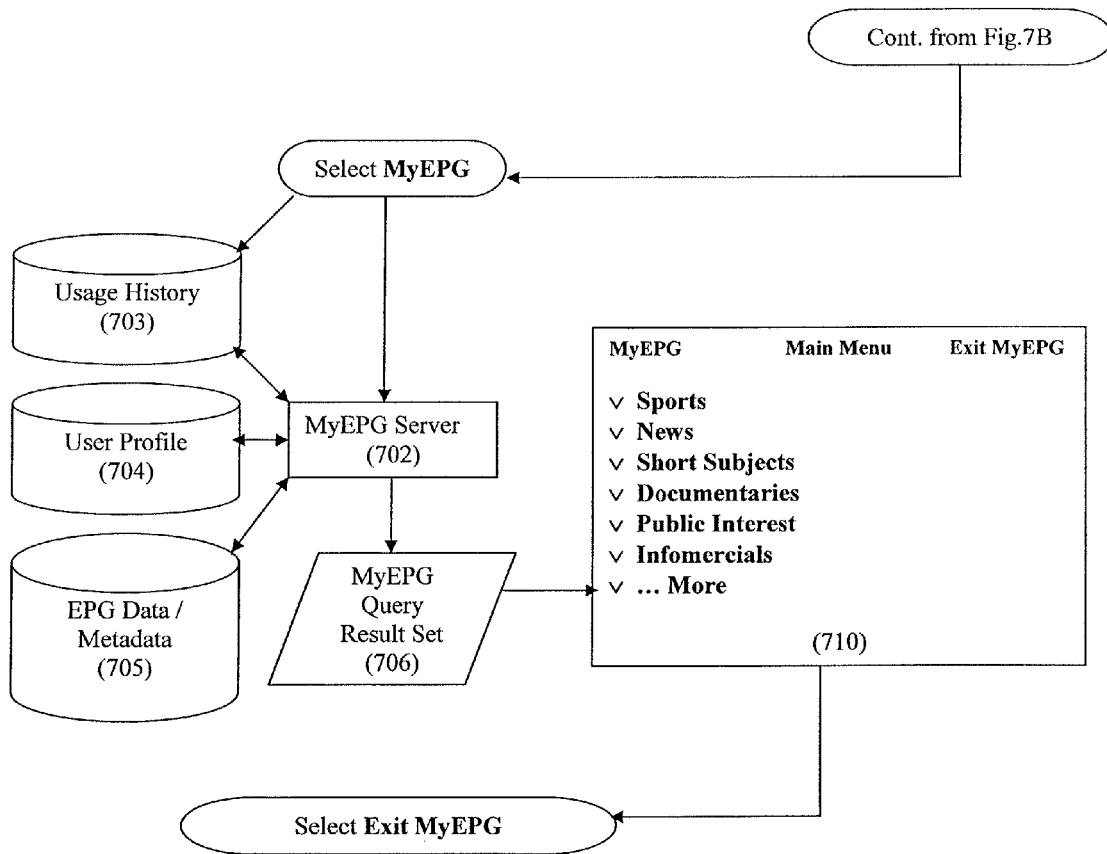 Cont. from Fig.7B
Select MyEPG
Usage History
(703)
User Profile
(704)
EPG Data /
Metadata
(705)
MyEPG Server
(702)
MyEPG
Query
Result Set
(706)
MyEPG Main Menu Exit MyEPG
v Sports
v News
v Short Subjects
v Documentaries
v Public Interest
v Infomercials
v ... More
(710)
Select Exit MyEPG